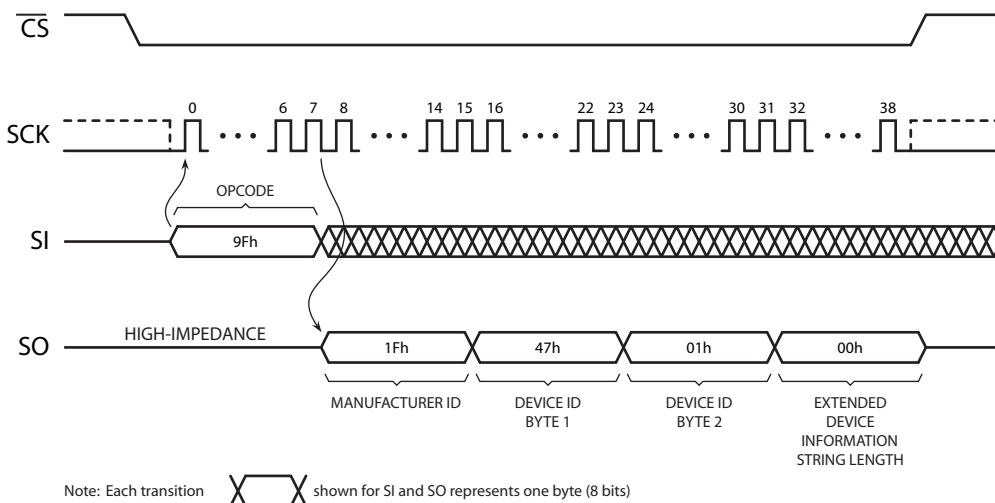 CS
0 6 7 8 14 15 16 22 23 24 30 31 32 38
SCK
OPCODE
SI 9Fh
HIGH-IMPEDANCE
SO 1Fh 47h 01h 00h
MANUFACTURER ID
DEVICE ID
BYTE 1
DEVICE ID
BYTE 2
EXTENDED
DEVICE
INFORMATION
STRING LENGTH
Note: Each transition shown for SI and SO represents one byte (8 bits)